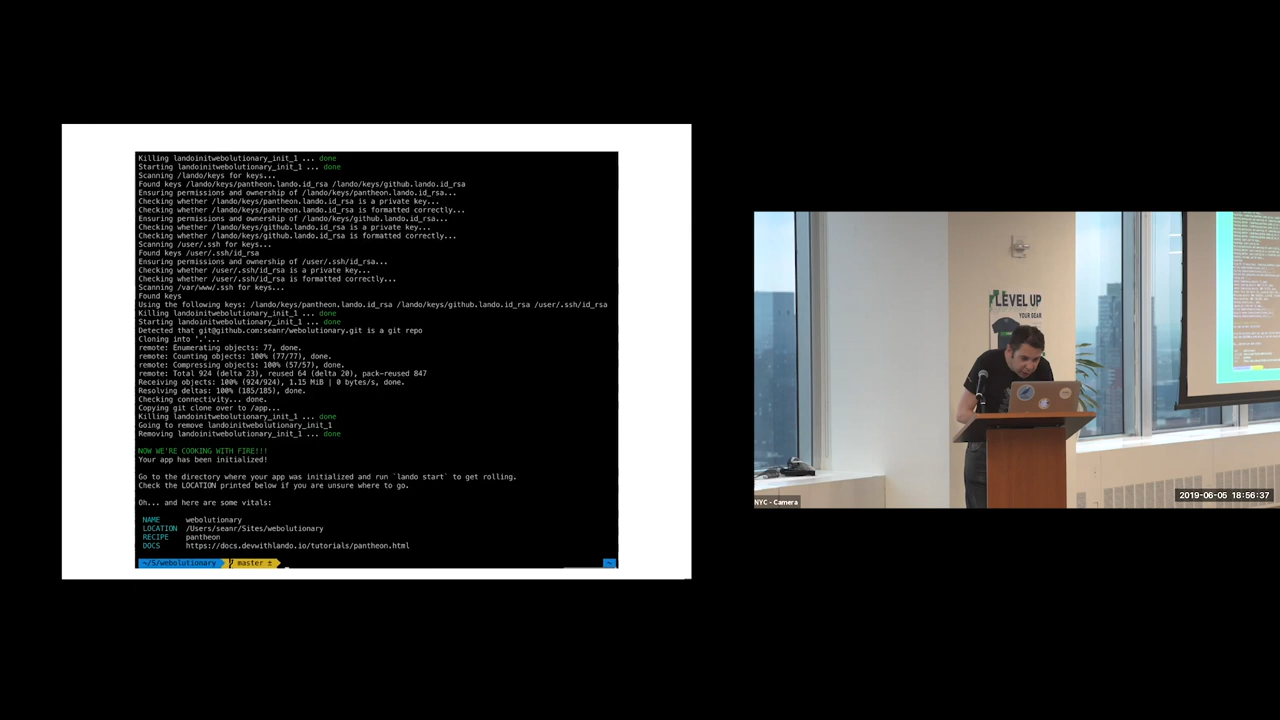 Killing landoinitwebolutionary_init_1 ... done
Starting landoinitwebolutionary_init_1 ... done
Scanning /lando/keys for keys...
Found keys /lando/keys/pantheon.lando.id_rsa /lando/keys/github.lando.id_rsa
Ensuring permissions and ownership of /lando/keys/pantheon.lando.id_rsa...
Checking whether /lando/keys/pantheon.lando.id_rsa is a private key...
Checking whether /lando/keys/pantheon.lando.id_rsa is formatted correctly...
Ensuring permissions and ownership of /lando/keys/github.lando.id_rsa...
Checking whether /lando/keys/github.lando.id_rsa is a private key...
Checking whether /lando/keys/github.lando.id_rsa is formatted correctly...
Scanning /user/.ssh for keys...
Found keys /user/.ssh/id_rsa
Ensuring permissions and ownership of /user/.ssh/id_rsa...
Checking whether /user/.ssh/id_rsa is a private key...
Checking whether /user/.ssh/id_rsa is formatted correctly...
Scanning /var/www/.ssh for keys...
Found keys
Using the following keys: /lando/keys/pantheon.lando.id_rsa /lando/keys/github.lando.id_rsa /user/.ssh/id_rsa
Killing landoinitwebolutionary_init_1 ... done
Starting landoinitwebolutionary_init_1 ... done
Detected that git@github.com:seanr/webolutionary.git is a git repo
Cloning into '.'...
remote: Enumerating objects: 77, done.
remote: Counting objects: 100% (77/77), done.
remote: Compressing objects: 100% (57/57), done.
remote: Total 924 (delta 23), reused 64 (delta 20), pack-reused 847
Receiving objects: 100% (924/924), 1.15 MiB | 0 bytes/s, done.
Resolving deltas: 100% (185/185), done.
Checking connectivity... done.
Copying git clone over to /app...
Killing landoinitwebolutionary_init_1 ... done
Going to remove landoinitwebolutionary_init_1
Removing landoinitwebolutionary_init_1 ... done
NOW WE'RE COOKING WITH FIRE!!!
Your app has been initialized!
Go to the directory where your app was initialized and run `lando start` to get rolling.
Check the LOCATION printed below if you are unsure where to go.
Oh... and here are some vitals:
NAME webolutionary
LOCATION /Users/seanr/Sites/webolutionary
RECIPE pantheon
DOCS https://docs.devwithlando.io/tutorials/pantheon.html
~/S/webolutionary master ± ~
LEVEL UP
YOUR GEAR
NYC - Camera
2019-06-05 18:56:37